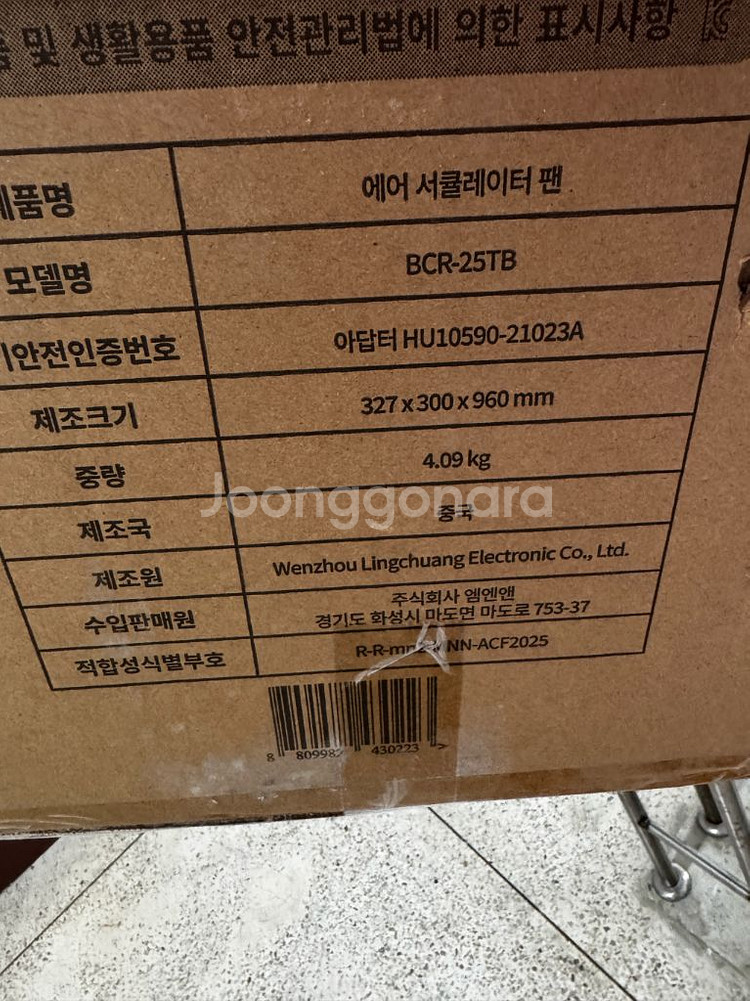 및 생활용품 안전관리법에 의한 표시사항
제품명 에어 서큘레이터 팬
모델명 BCR-25TB
안전인증번호 아답터 HU10590-21023A
제조크기 327 x 300 x 960 mm
중량 4.09 kg
제조국 중국
Joonggonara
제조원 Wenzhou Lingchuang Electronic Co., Ltd.
수입판매원 주식회사 엠엔앤
경기도 화성시 마도면 마도로 753-37
적합성식별부호 R-R-mn NN-ACF2025
8 809982 430223 >